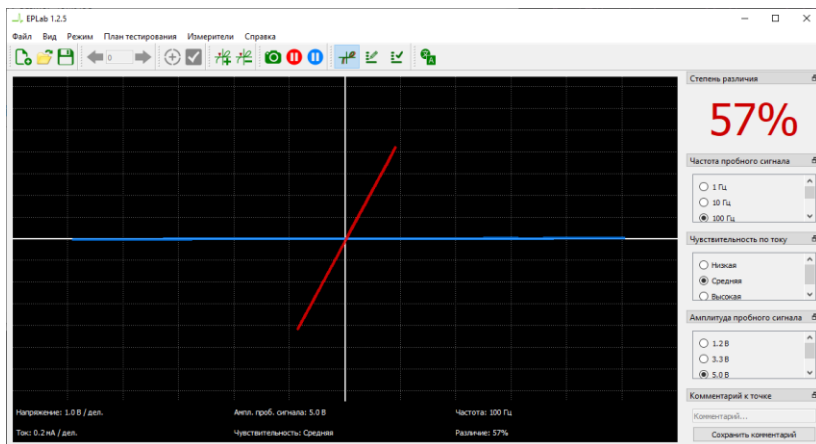 EPLab 1.2.5
Файл Вид Режим План тестирования Измерители Справка
0
Степень различия
57%
Частота пробного сигнала
1 Гц
10 Гц
100 Гц
Чувствительность по току
Низкая
Средняя
Высокая
Амплитуда пробного сигнала
1.2 В
3.3 В
5.0 В
Комментарий к точке
Комментарий...
Сохранить комментарий
Напряжение: 1.0 В / дел. Ампл. проб. сигнала: 5.0 В Частота: 100 Гц
Ток: 0.2 мА / дел. Чувствительность: Средняя Различие: 57%